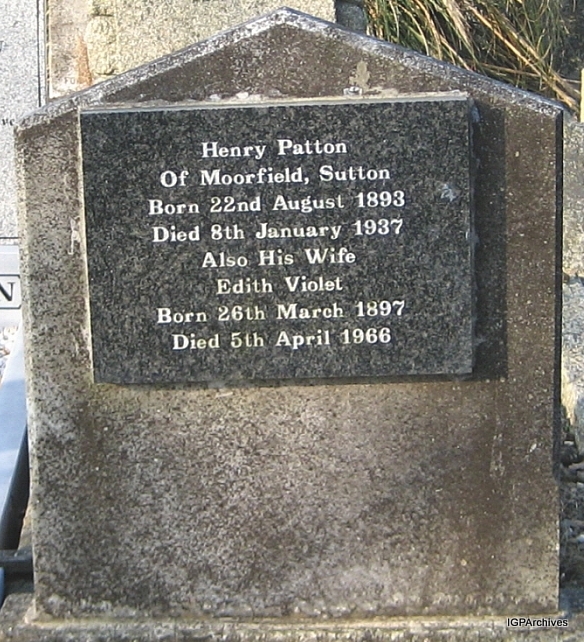 Henry Patton
Of Moorfield, Sutton
Born 22nd August 1893
Died 8th January 1937
Also His Wife
Edith Violet
Born 26th March 1897
Died 5th April 1966
N
IGPArchives